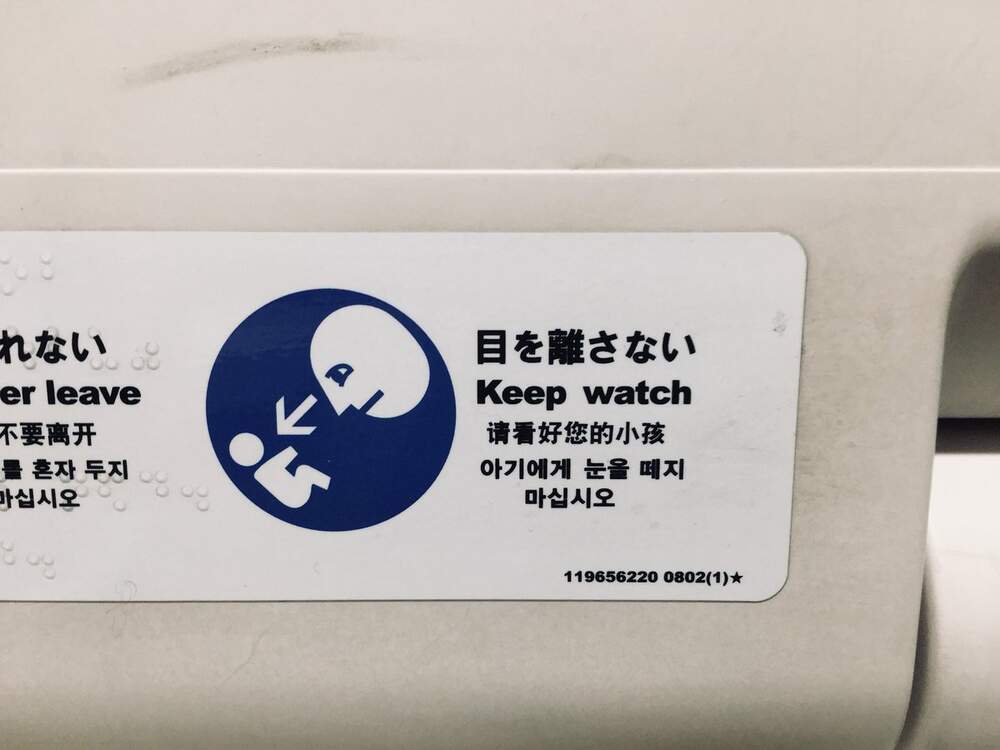 れない
er leave
不要离开
를 혼자 두지
마십시오
目を離さない
Keep watch
请看好您的小孩
아기에게 눈을 떼지
마십시오
119656220 0802(1)★